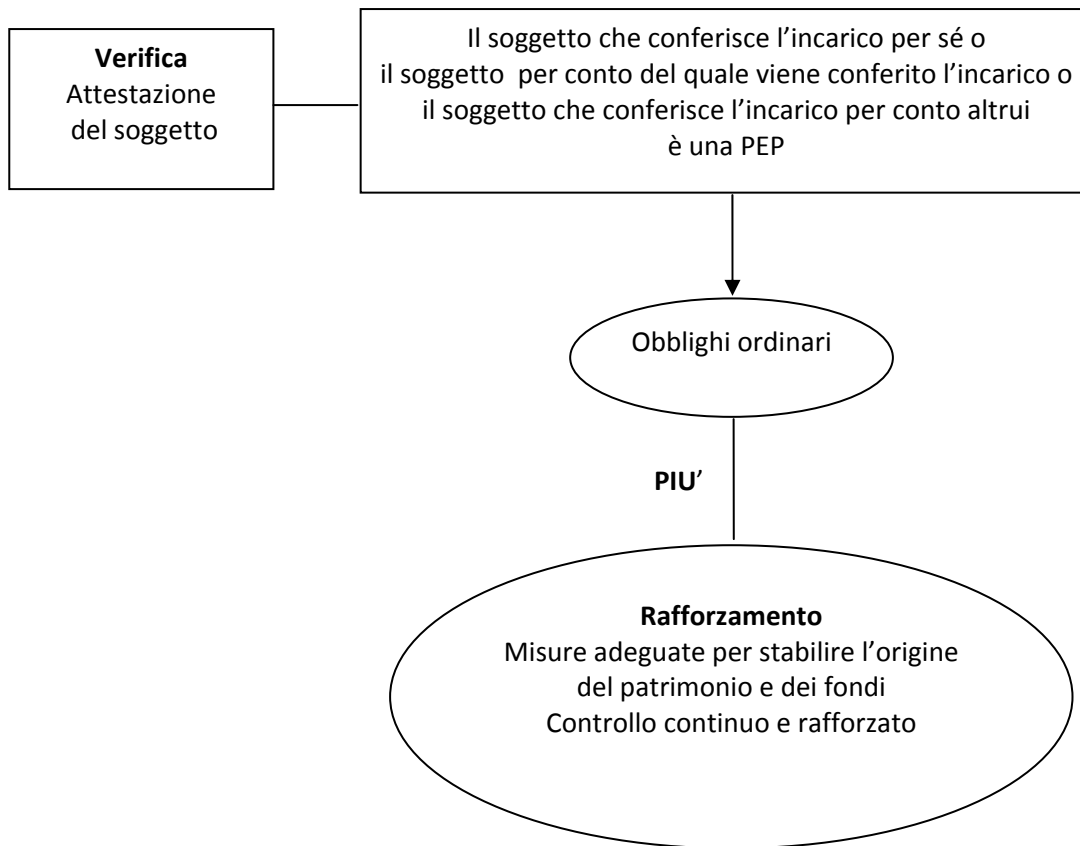 Verifica
Attestazione
del soggetto
Il soggetto che conferisce l’incarico per sé o
il soggetto per conto del quale viene conferito l’incarico o
il soggetto che conferisce l’incarico per conto altrui
è una PEP
Obblighi ordinari
PIU’
Rafforzamento
Misure adeguate per stabilire l’origine
del patrimonio e dei fondi
Controllo continuo e rafforzato